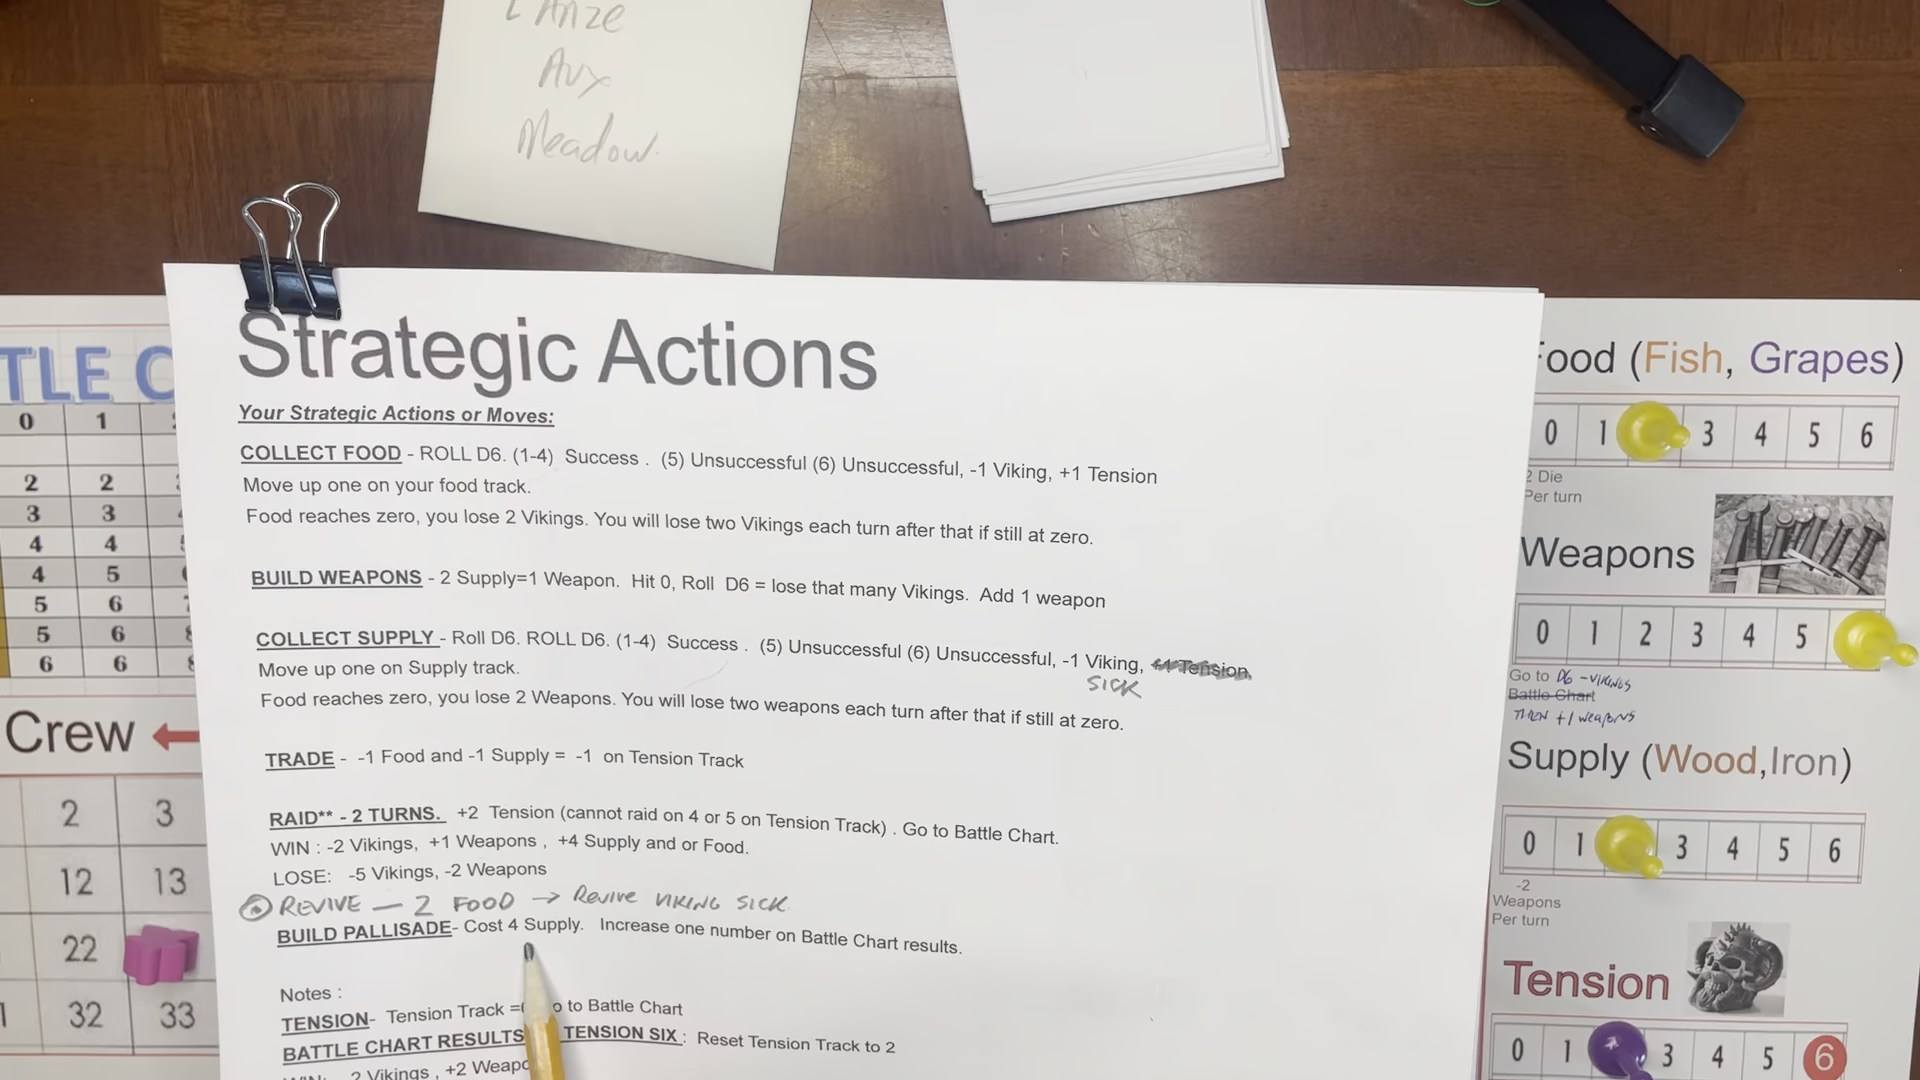 L'Anze
Aux
Meadow.
Strategic Actions
Your Strategic Actions or Moves:
COLLECT FOOD - ROLL D6. (1-4) Success . (5) Unsuccessful (6) Unsuccessful, -1 Viking, +1 Tension
Move up one on your food track.
Food reaches zero, you lose 2 Vikings. You will lose two Vikings each turn after that if still at zero.
BUILD WEAPONS - 2 Supply=1 Weapon. Hit 0, Roll D6 = lose that many Vikings. Add 1 weapon
COLLECT SUPPLY - Roll D6. ROLL D6. (1-4) Success . (5) Unsuccessful (6) Unsuccessful, -1 Viking, +1 Tension
SICK
Move up one on Supply track.
Food reaches zero, you lose 2 Weapons. You will lose two weapons each turn after that if still at zero.
TRADE - -1 Food and -1 Supply = -1 on Tension Track
RAID** - 2 TURNS. +2 Tension (cannot raid on 4 or 5 on Tension Track) . Go to Battle Chart.
WIN : -2 Vikings, +1 Weapons , +4 Supply and or Food.
LOSE: -5 Vikings, -2 Weapons
REVIVE — 2 FOOD → Revive VIKING SICK
BUILD PALLISADE- Cost 4 Supply. Increase one number on Battle Chart results.
Notes :
TENSION- Tension Track = to Battle Chart
BATTLE CHART RESULTS TENSION SIX : Reset Tension Track to 2
2 Vikings , +2 Weapo
TLE C
0 1
2 2
3 3
4 4
4 5
5 6
5 6
6 6
Crew
2 3
12 13
22
32 33
Food (Fish, Grapes)
0 1 3 4 5 6
2 Die
Per turn
Weapons
0 1 2 3 4 5
Go to D6 -VIKINGS
Battle Chart
THEN +1 weapons
Supply (Wood,Iron)
0 1 3 4 5 6
-2
Weapons
Per turn
Tension
0 1 3 4 5 6